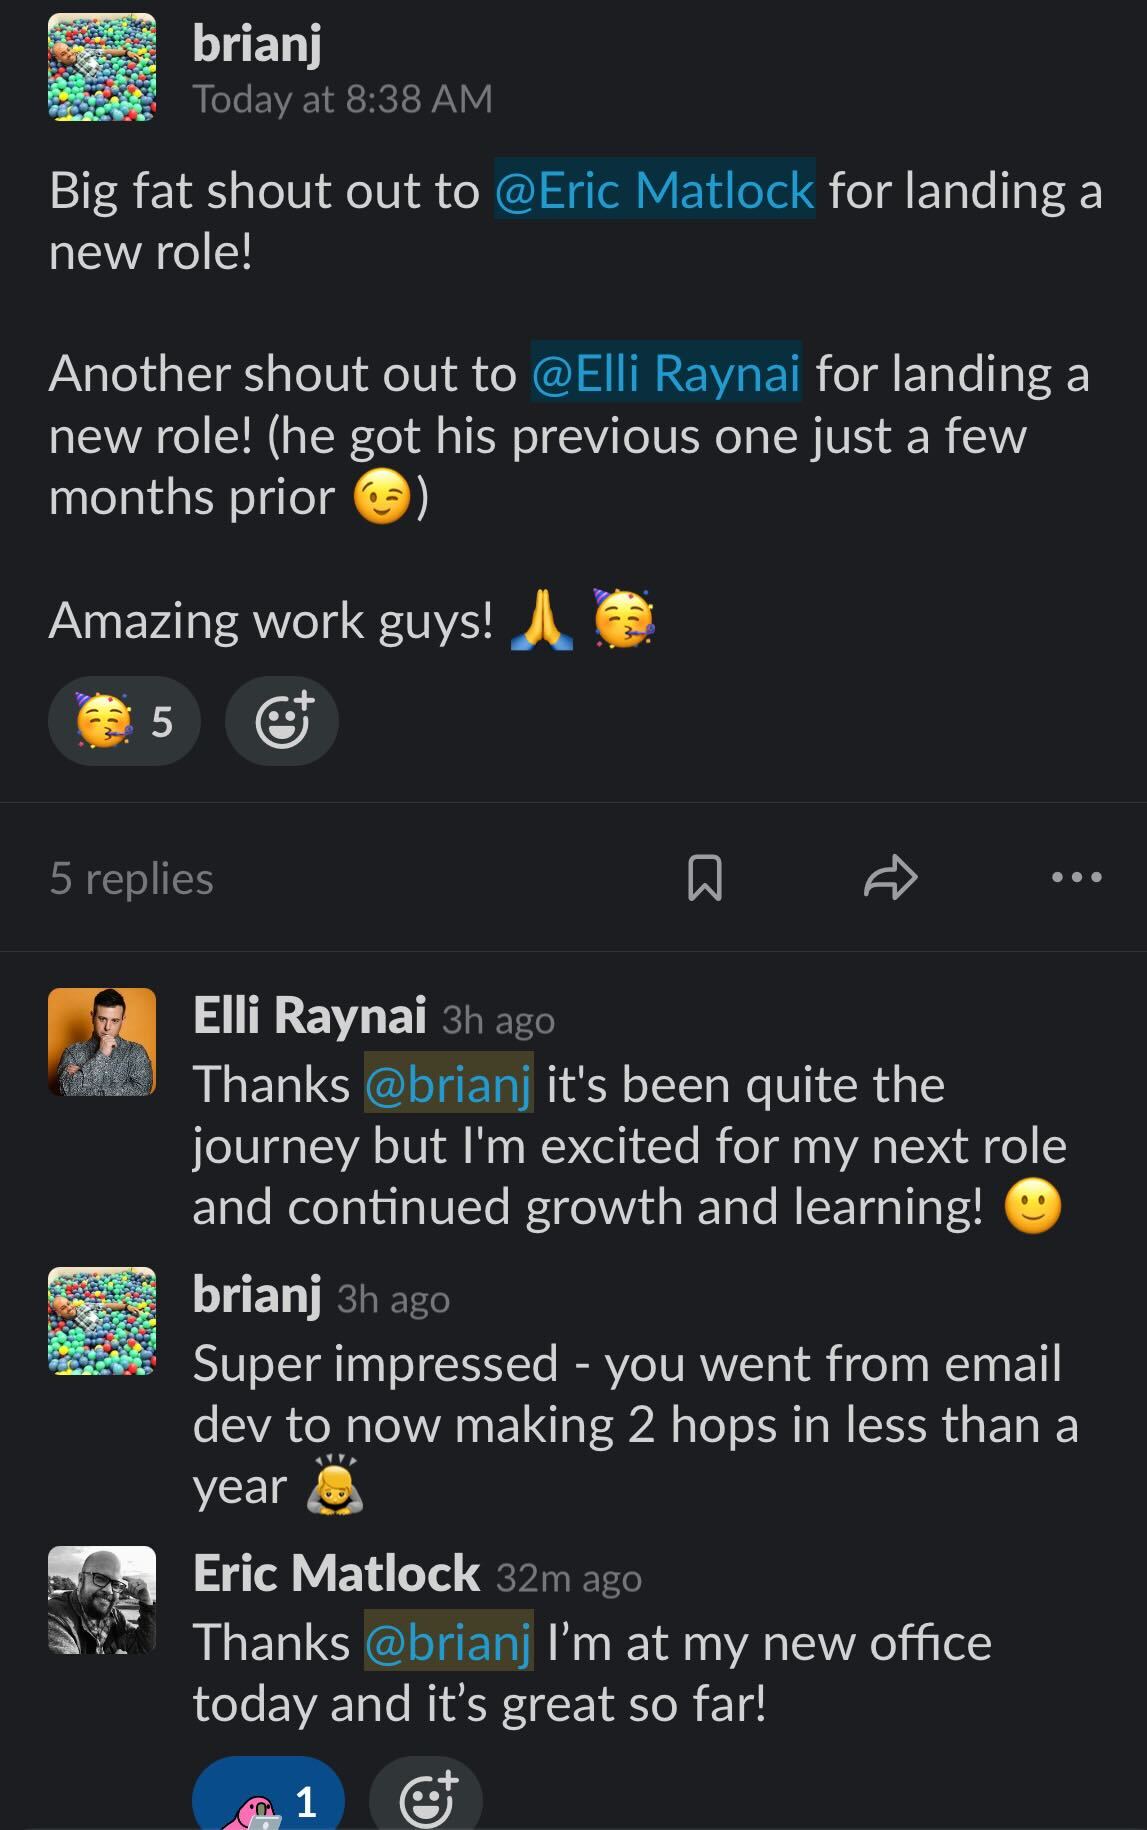 brianj
Today at 8:38 AM
Big fat shout out to @Eric Matlock for landing a
new role!
Another shout out to @Elli Raynai for landing a
new role! (he got his previous one just a few
months prior 😉)
Amazing work guys! 🙏 🥳
🥳 5
5 replies
Elli Raynai 3h ago
Thanks @brianj it's been quite the
journey but I'm excited for my next role
and continued growth and learning! 🙂
brianj 3h ago
Super impressed - you went from email
dev to now making 2 hops in less than a
year 🙇
Eric Matlock 32m ago
Thanks @brianj I’m at my new office
today and it’s great so far!
1